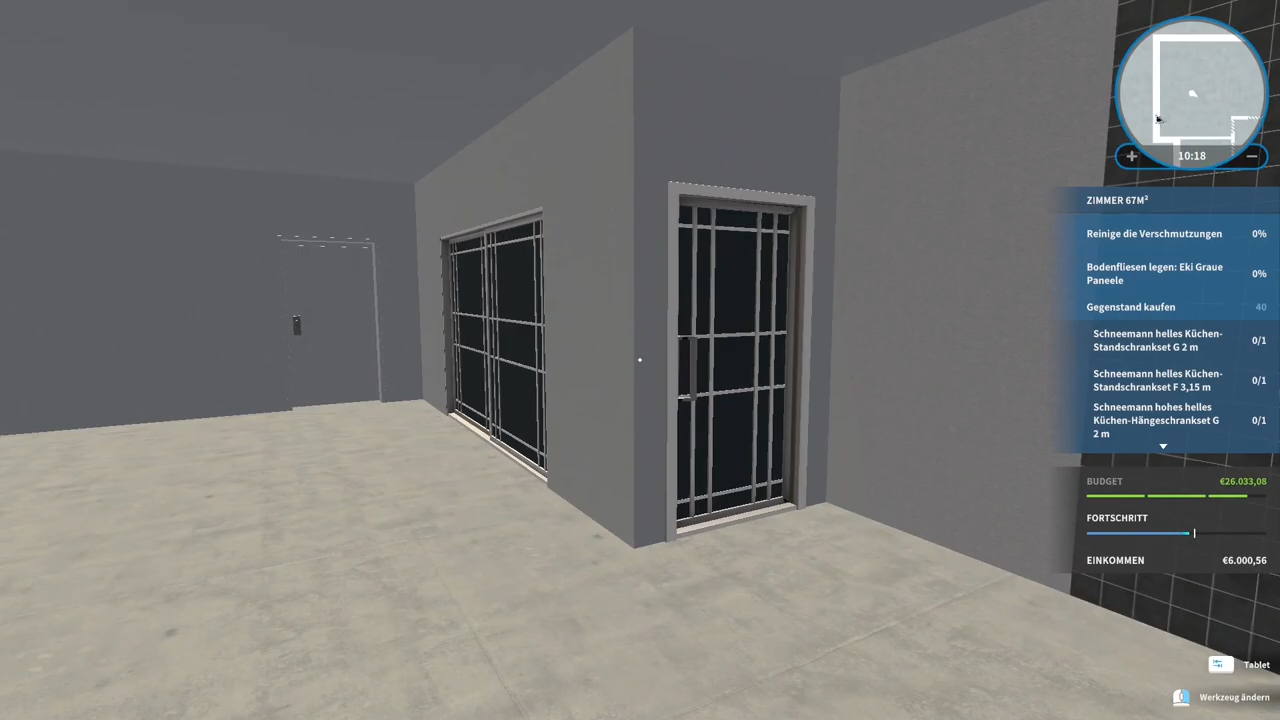 10:18
ZIMMER 67M²
Reinige die Verschmutzungen 0%
Bodenfliesen legen: Eki Graue
Paneele 0%
Gegenstand kaufen 40
Schneemann helles Küchen-
Standschrankset G 2 m 0/1
Schneemann helles Küchen-
Standschrankset F 3,15 m 0/1
Schneemann hohes helles
Küchen-Hängeschrankset G 0/1
2 m
BUDGET €26.033,08
FORTSCHRITT
EINKOMMEN €6.000,56
Tablet
Werkzeug ändern